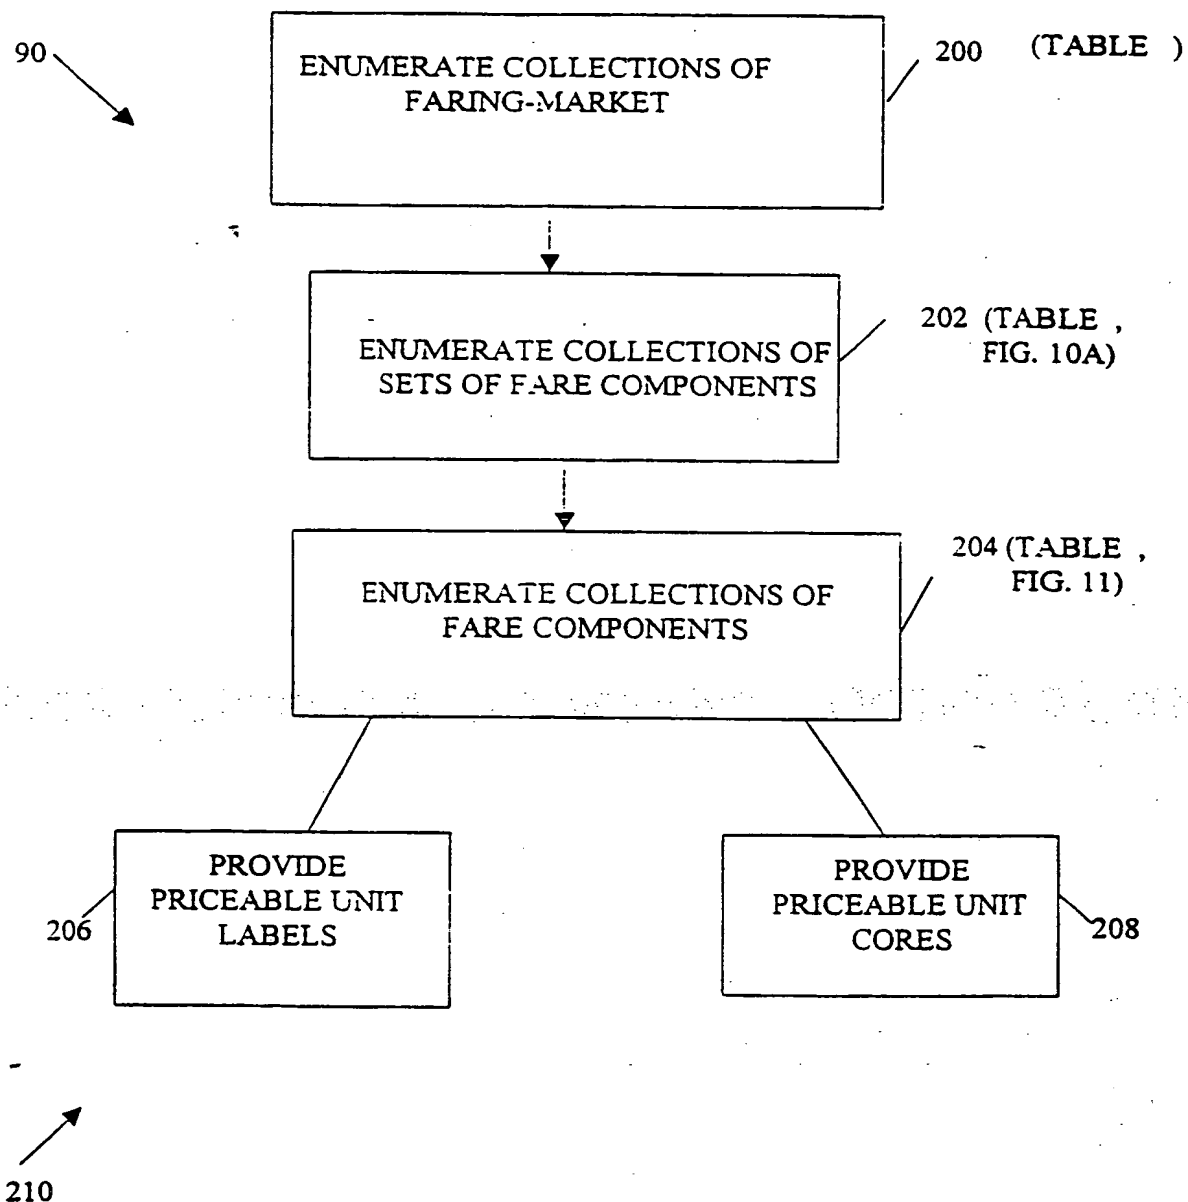 90
ENUMERATE COLLECTIONS OF
FARING-MARKET
200 (TABLE )
ENUMERATE COLLECTIONS OF
SETS OF FARE COMPONENTS
202 (TABLE ,
FIG. 10A)
ENUMERATE COLLECTIONS OF
FARE COMPONENTS
204 (TABLE ,
FIG. 11)
PROVIDE
PRICEABLE UNIT
LABELS
206
PROVIDE
PRICEABLE UNIT
CORES
208
210